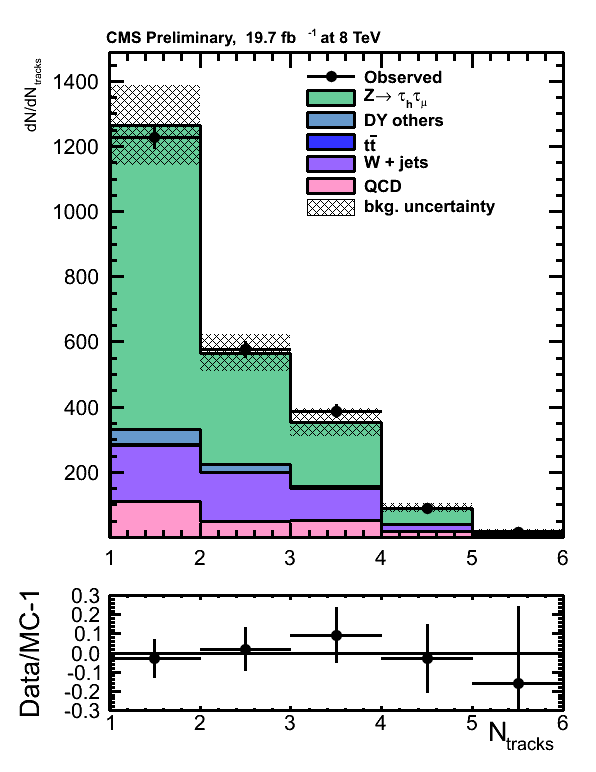 CMS Preliminary, 19.7 fb⁻¹ at 8 TeV
dN/dN_tracks
1400
1200
1000
800
600
400
200
Observed
Z→ τ_h τ_μ
DY others
tt̄
W + jets
QCD
bkg. uncertainty
1 2 3 4 5 6
Data/MC-1
0.3
0.2
0.1
0.0
-0.1
-0.2
-0.3
1 2 3 4 5 6
N_tracks